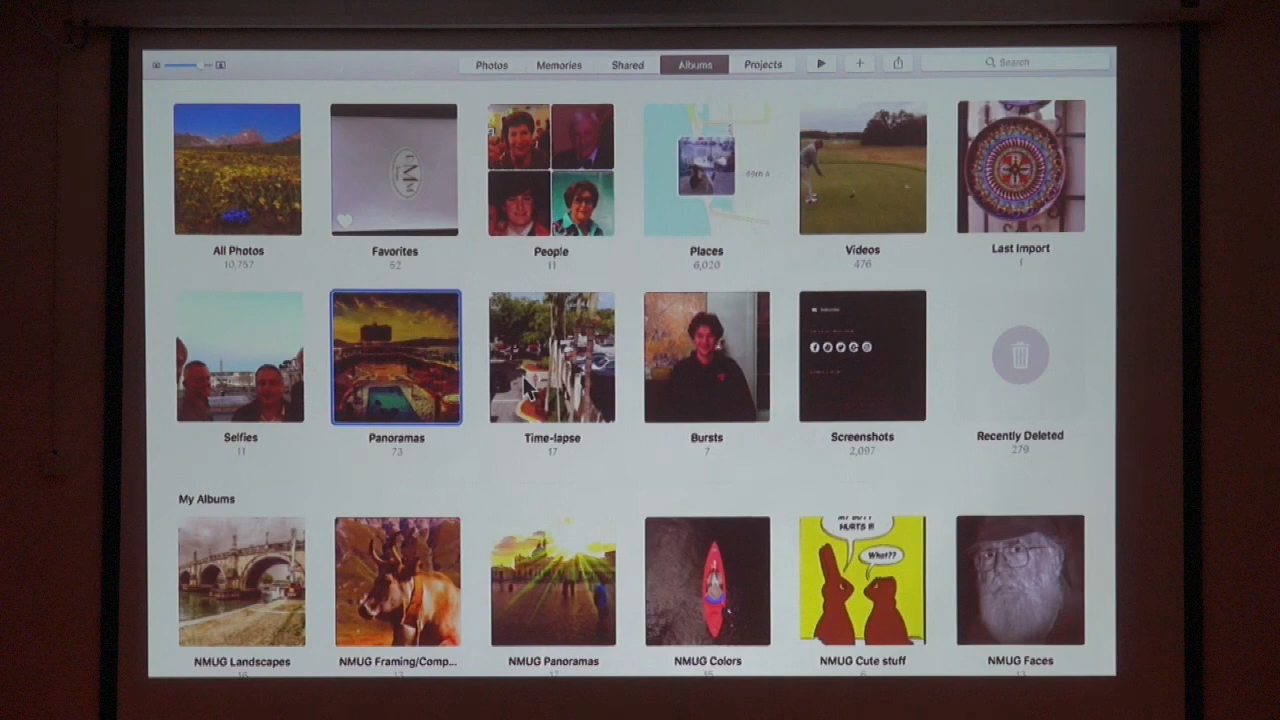 Photos Memories Shared Albums Projects Search
All Photos Favorites People Places Videos Last Import
10,757 52 11 6,020 476 1
Selfies Panoramas Time-lapse Bursts Screenshots Recently Deleted
11 73 17 7 2,097 279
My Albums
HURTS !!!
What??
NMUG Landscapes NMUG Framing/Comp... NMUG Panoramas NMUG Colors NMUG Cute stuff NMUG Faces